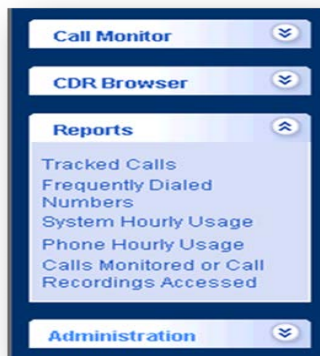 Call Monitor
CDR Browser
Reports
Tracked Calls
Frequently Dialed
Numbers
System Hourly Usage
Phone Hourly Usage
Calls Monitored or Call
Recordings Accessed
Administration